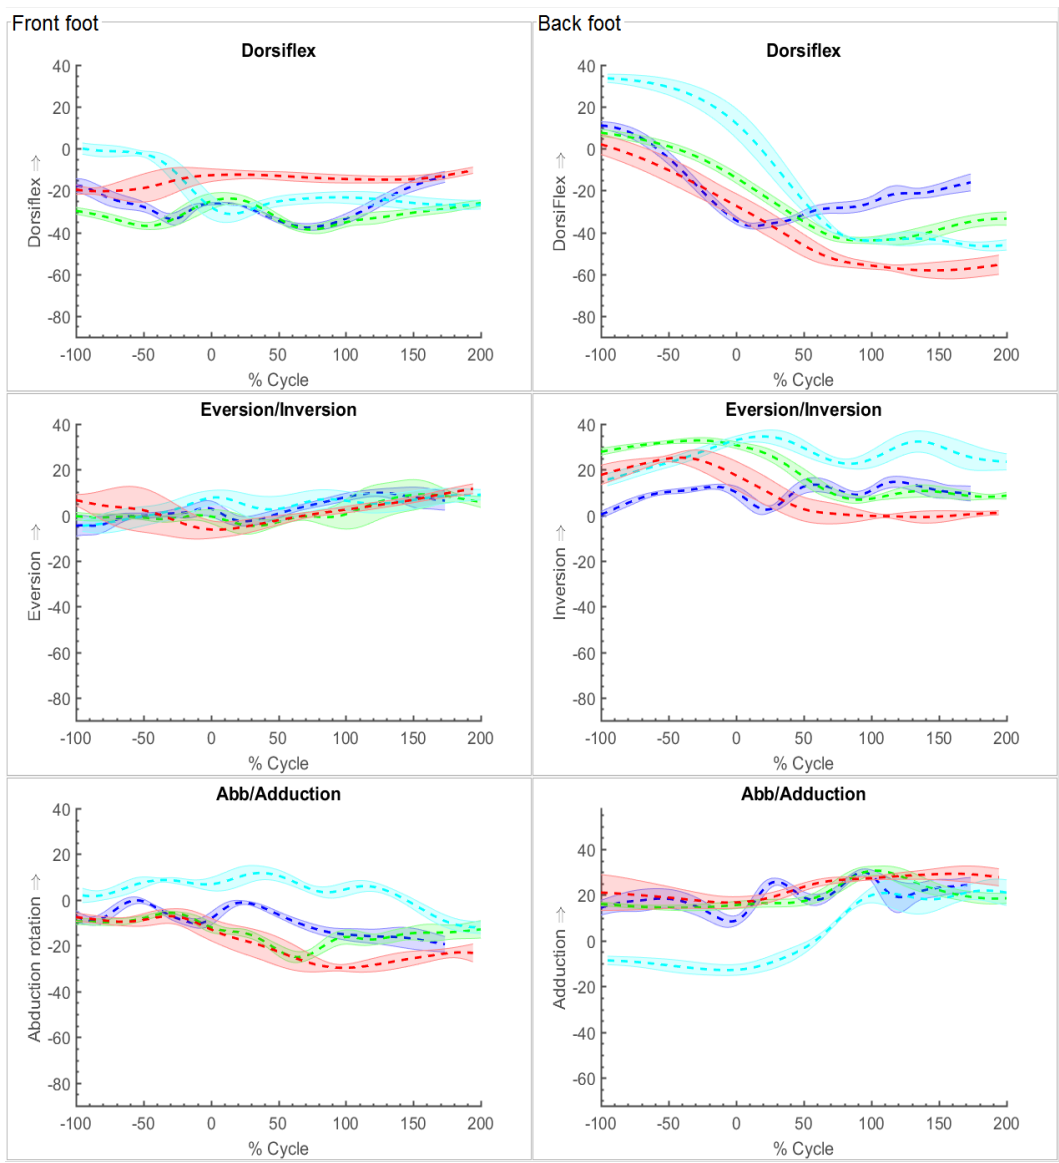 Front foot
Back foot
Dorsiflex
Dorsiflex ⇒
40
20
0
-20
-40
-60
-80
-100 -50 0 50 100 150 200
% Cycle
Dorsiflex
DorsiFlex ⇒
40
20
0
-20
-40
-60
-80
-100 -50 0 50 100 150 200
% Cycle
Eversion/Inversion
Eversion ⇒
40
20
0
-20
-40
-60
-80
-100 -50 0 50 100 150 200
% Cycle
Eversion/Inversion
Inversion ⇒
40
20
0
-20
-40
-60
-80
-100 -50 0 50 100 150 200
% Cycle
Abb/Adduction
Abduction rotation ⇒
40
20
0
-20
-40
-60
-80
-100 -50 0 50 100 150 200
% Cycle
Abb/Adduction
Adduction ⇒
40
20
0
-20
-40
-60
-100 -50 0 50 100 150 200
% Cycle